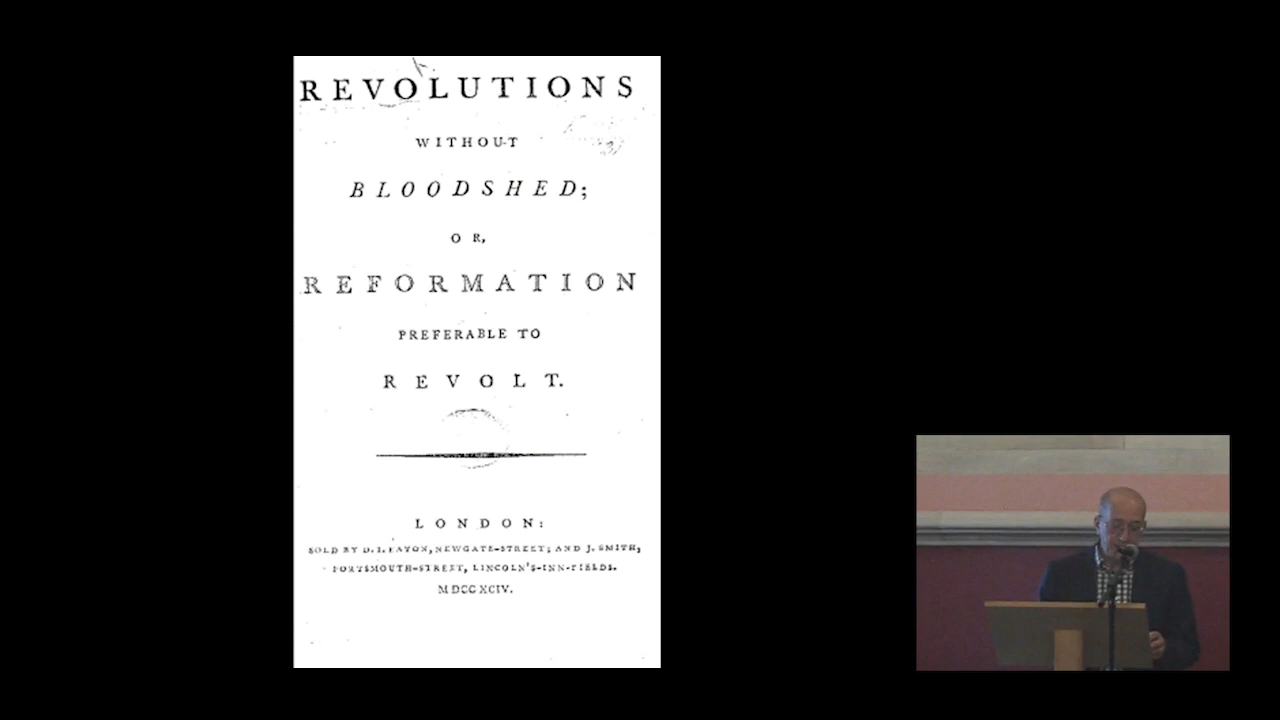 REVOLUTIONS
WITHOUT
BLOODSHED;
OR,
REFORMATION
PREFERABLE TO
REVOLT.
LONDON:
SOLD BY D. I. EATON, NEWGATE-STREET; AND J. SMITH,
PORTSMOUTH-STREET, LINCOLN'S-INN-FIELDS.
MDCCXCIV.